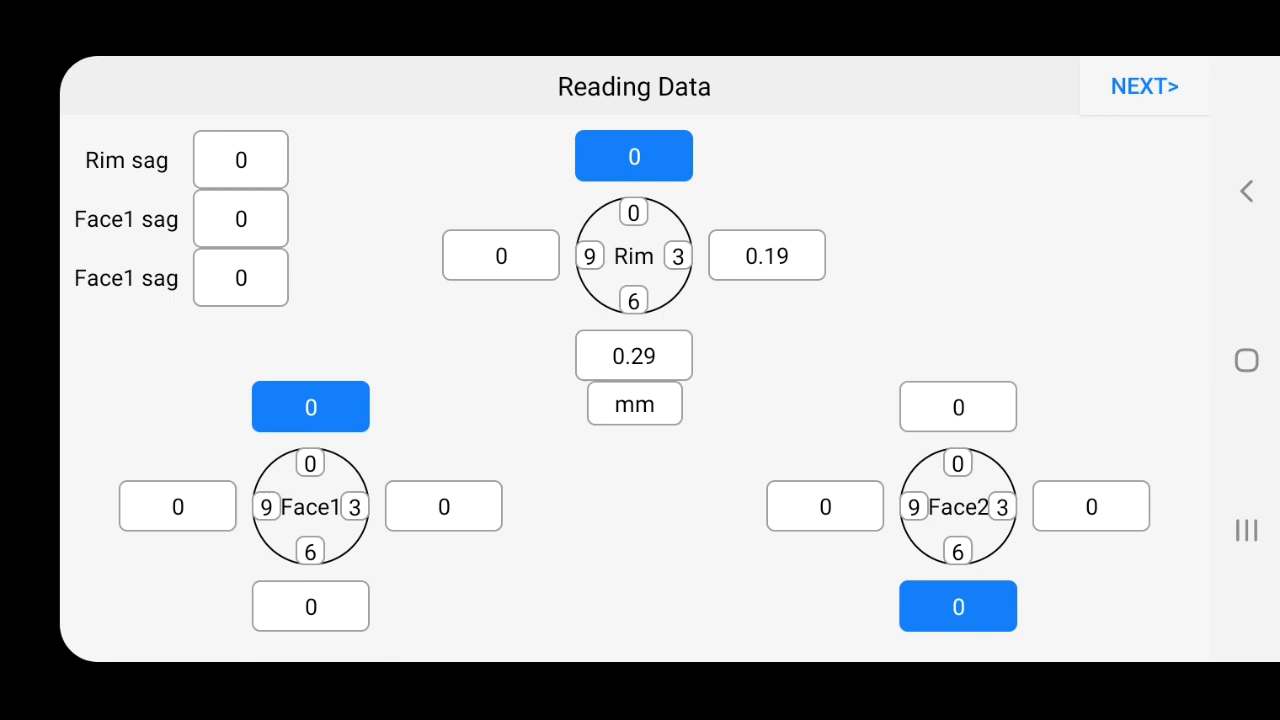 Reading Data
NEXT>
Rim sag 0
Face1 sag 0
Face1 sag 0
0
0
0 9 Rim 3 0.19
6
0.29
mm
0
0
0 9 Face1 3 0
6
0
0
0
0 9 Face2 3 0
6
0